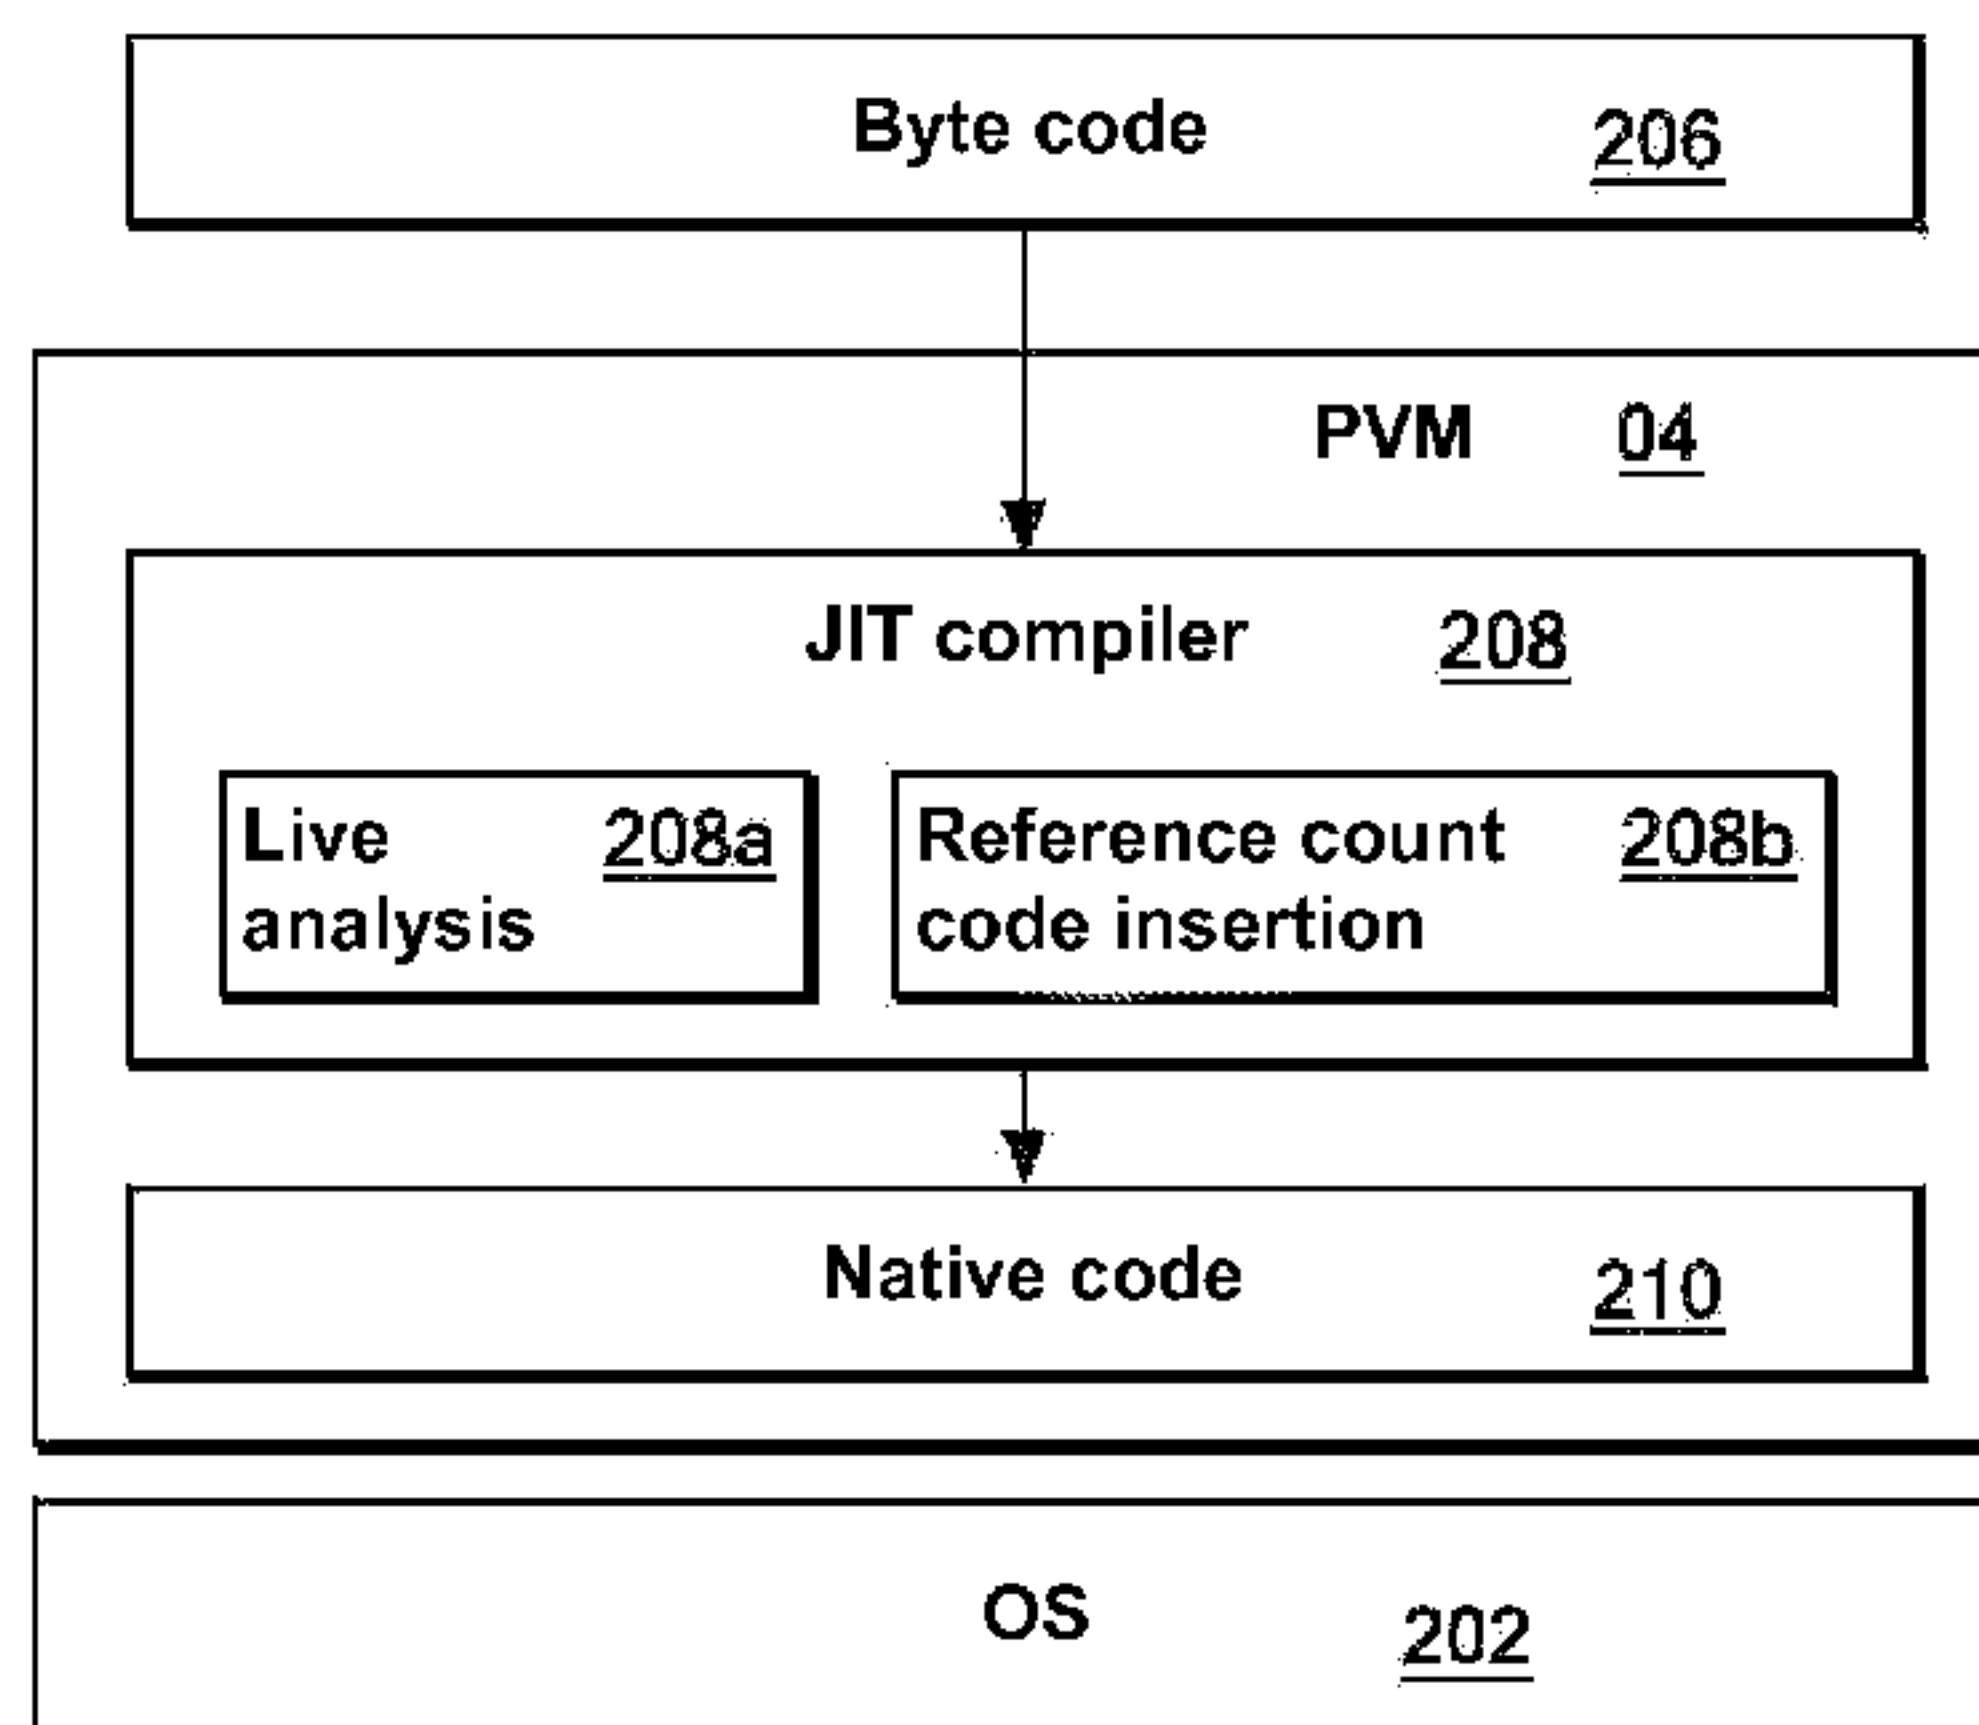 Byte code 206
PVM 04
JIT compiler 208
Live 208a
analysis
Reference count 208b
code insertion
Native code 210
OS 202